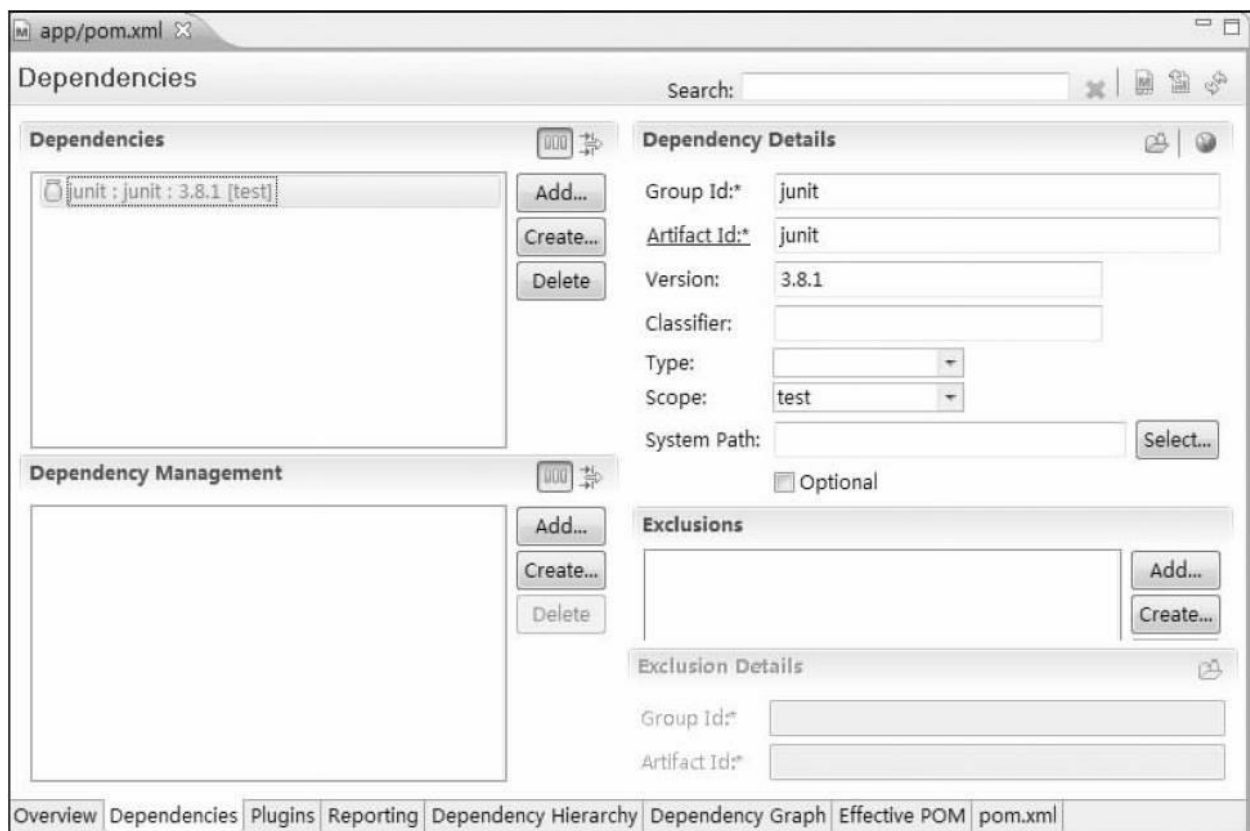 app/pom.xml
Dependencies
Search:
Dependencies
junit : junit : 3.8.1 [test]
Add...
Create...
Delete
Dependency Management
Add...
Create...
Delete
Dependency Details
Group Id:* junit
Artifact Id:* junit
Version: 3.8.1
Classifier:
Type:
Scope: test
System Path: Select...
Optional
Exclusions
Add...
Create...
Exclusion Details
Group Id:*
Artifact Id:*
Overview Dependencies Plugins Reporting Dependency Hierarchy Dependency Graph Effective POM pom.xml